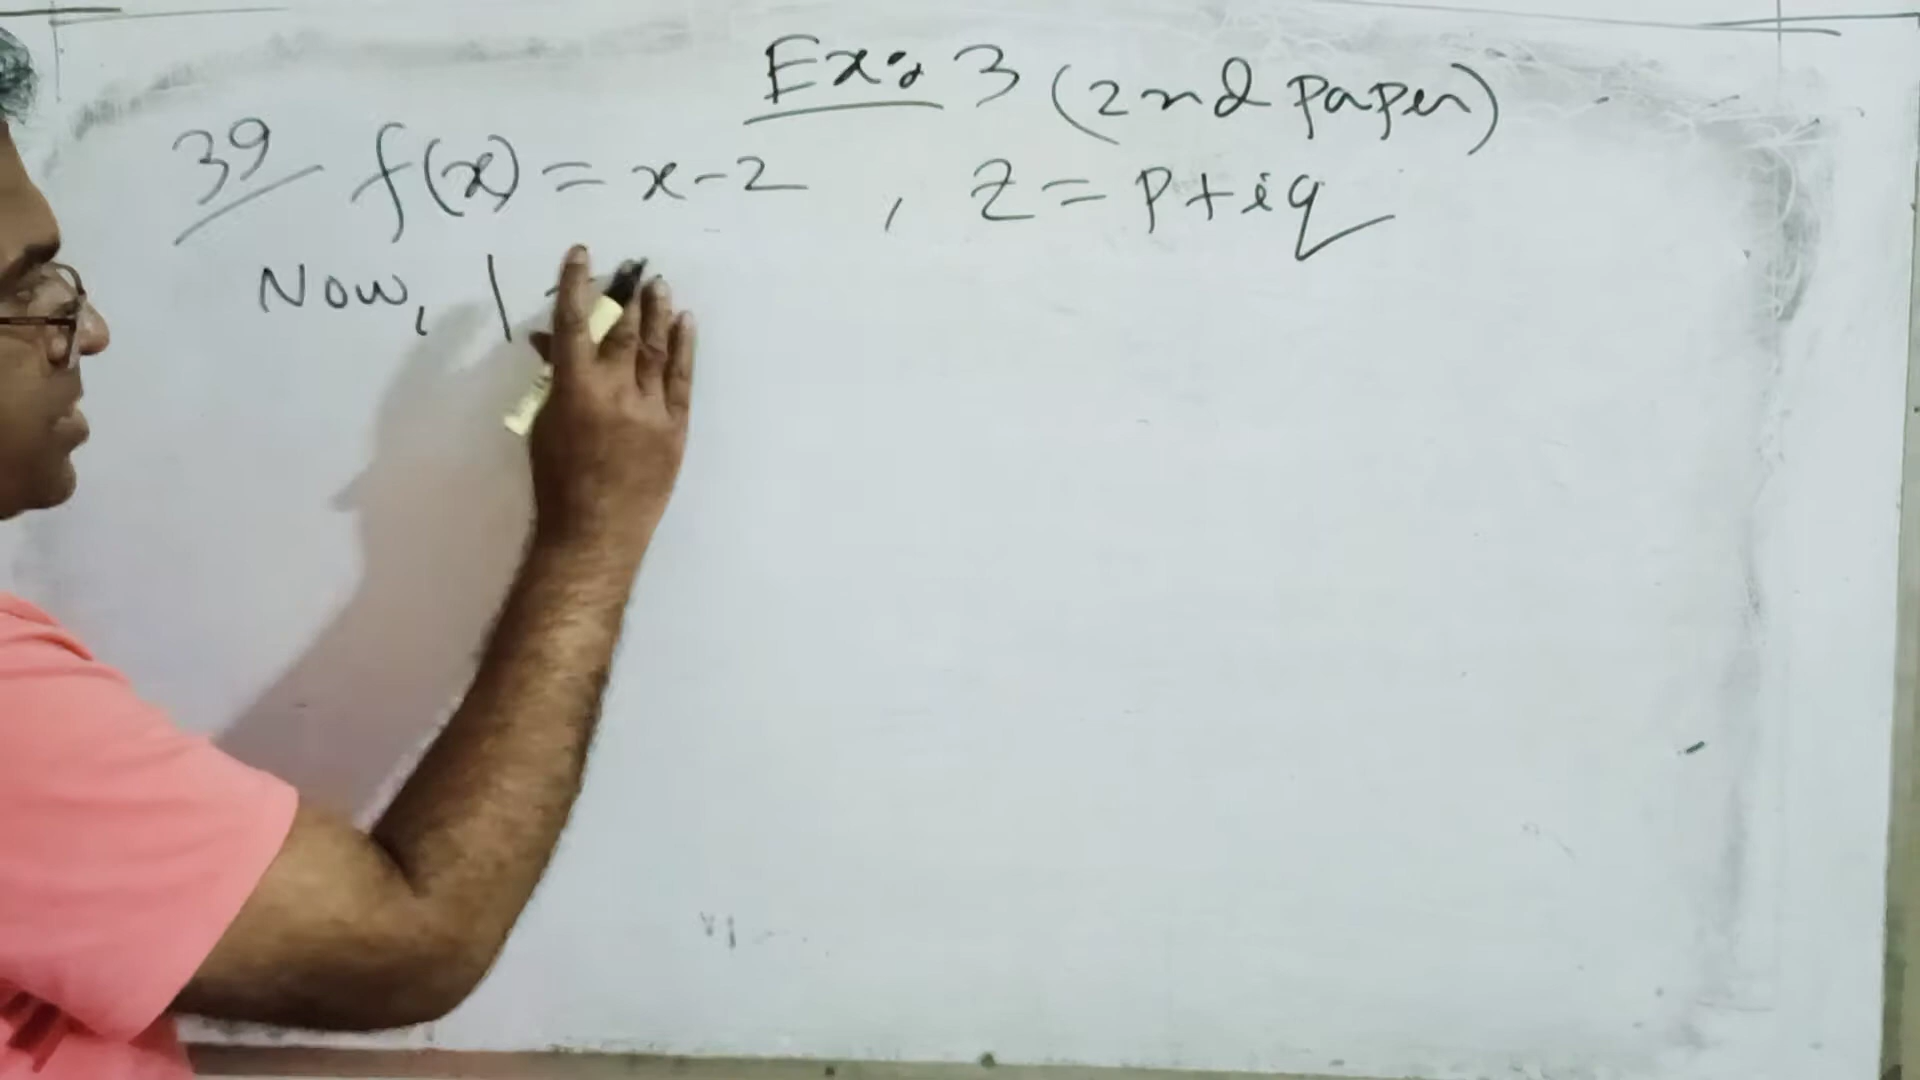 Ex: 3 (2nd paper)
39 f(x) = x-2 , z = p+iq
Now, |